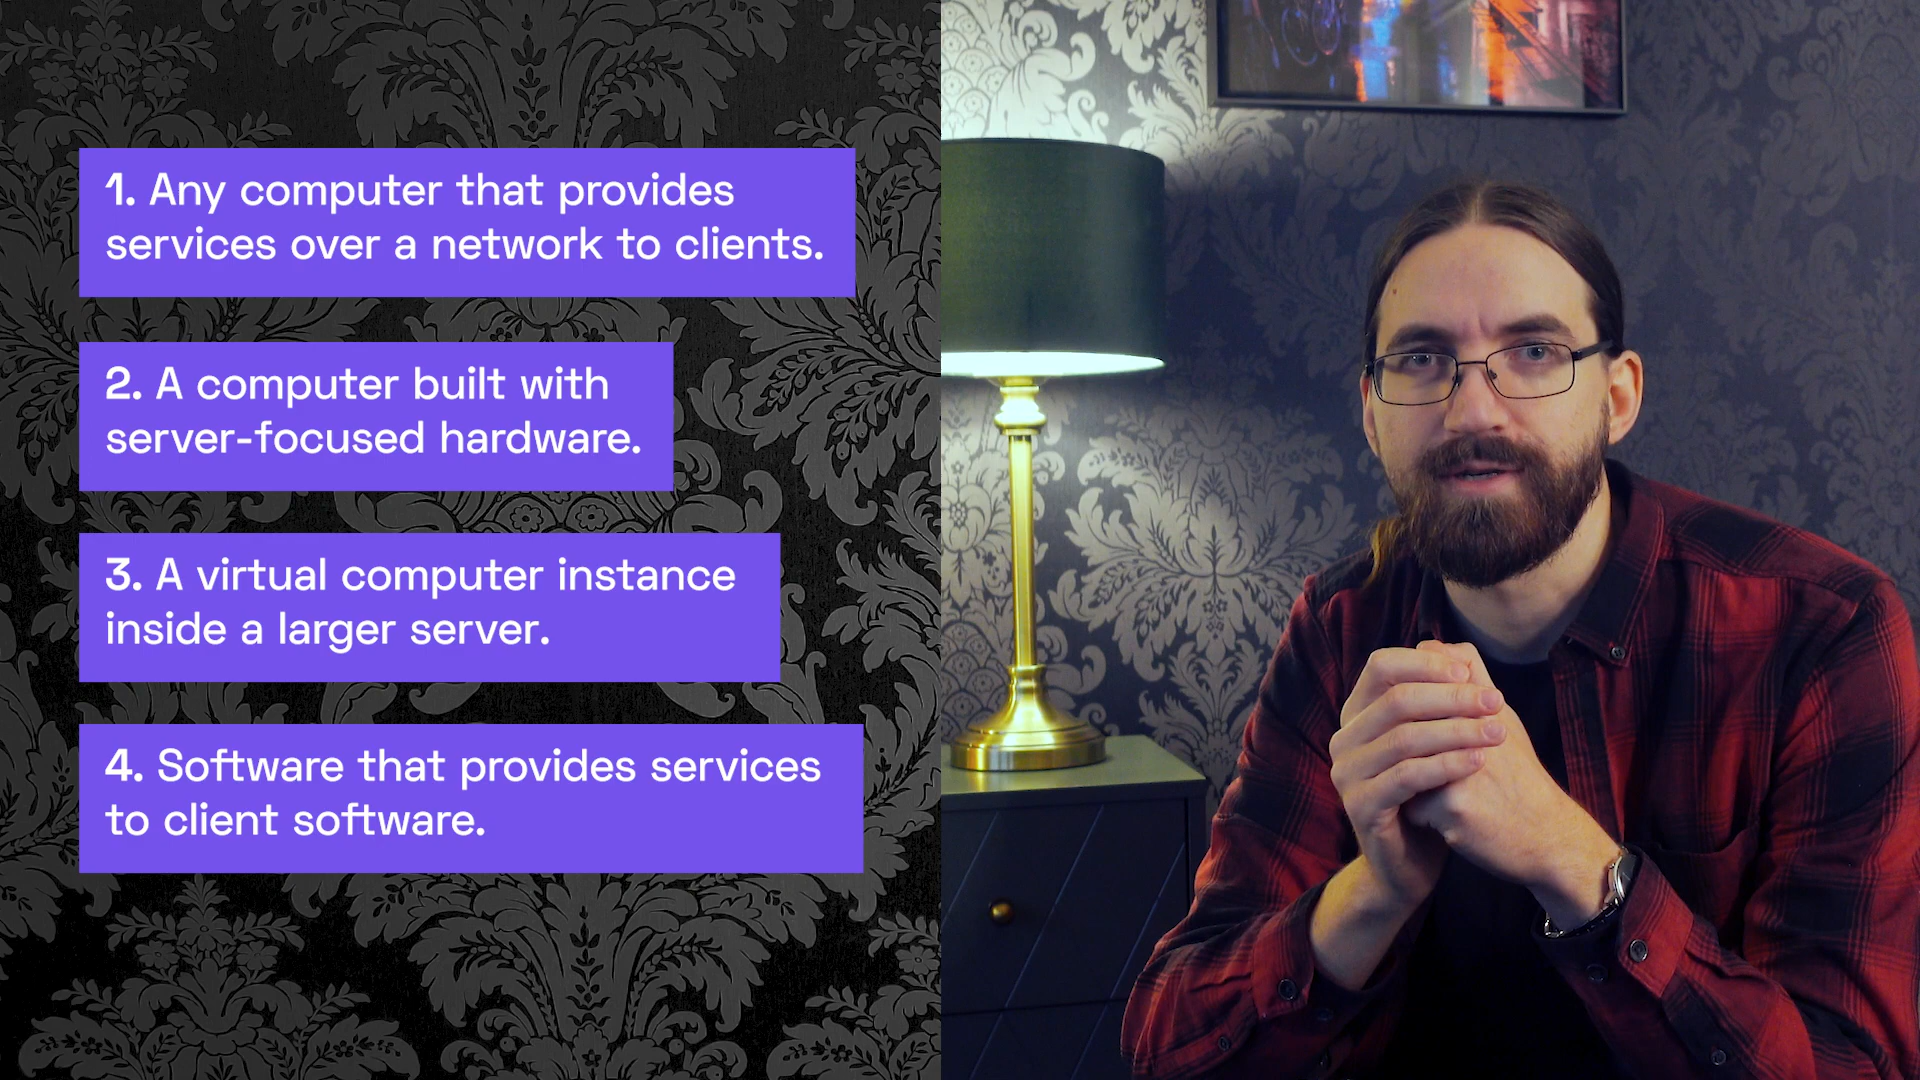 1. Any computer that provides
services over a network to clients.
2. A computer built with
server-focused hardware.
3. A virtual computer instance
inside a larger server.
4. Software that provides services
to client software.